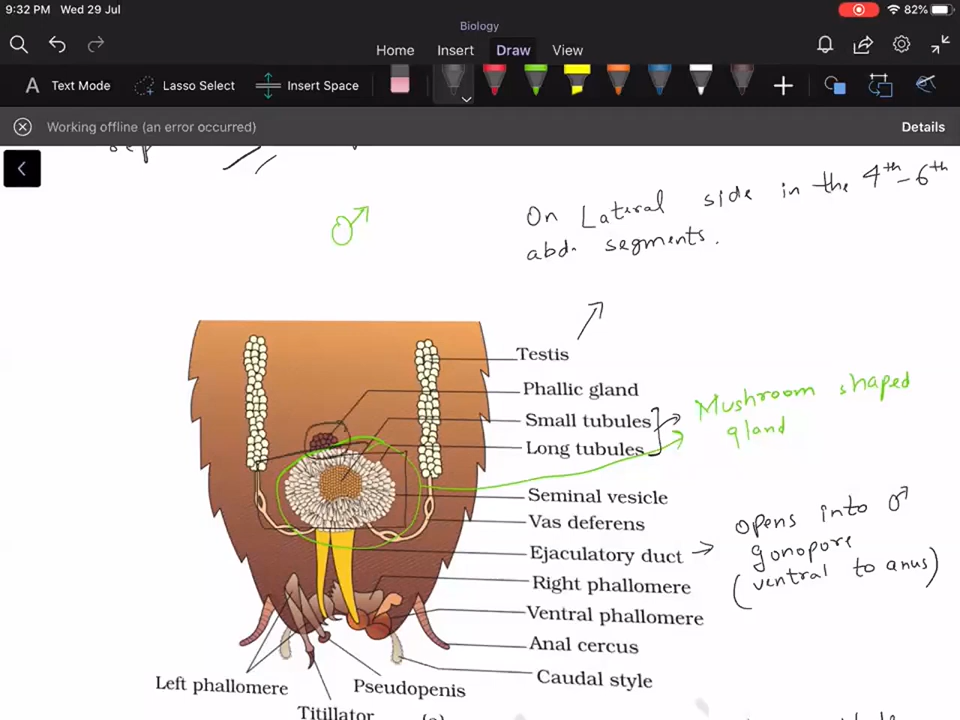 9:32 PM Wed 29 Jul
82%
Biology
Home Insert Draw View
Text Mode Lasso Select Insert Space
Working offline (an error occurred) Details
On Lateral side in the 4th - 6th
abd. segments.
Testis
Phallic gland
Small tubules
Long tubules
Mushroom shaped
gland
Seminal vesicle
Vas deferens
Ejaculatory duct
Right phallomere
Ventral phallomere
Anal cercus
Caudal style
opens into ♂
gonopore
(ventral to anus)
Left phallomere
Pseudopenis
Titillator
(a)